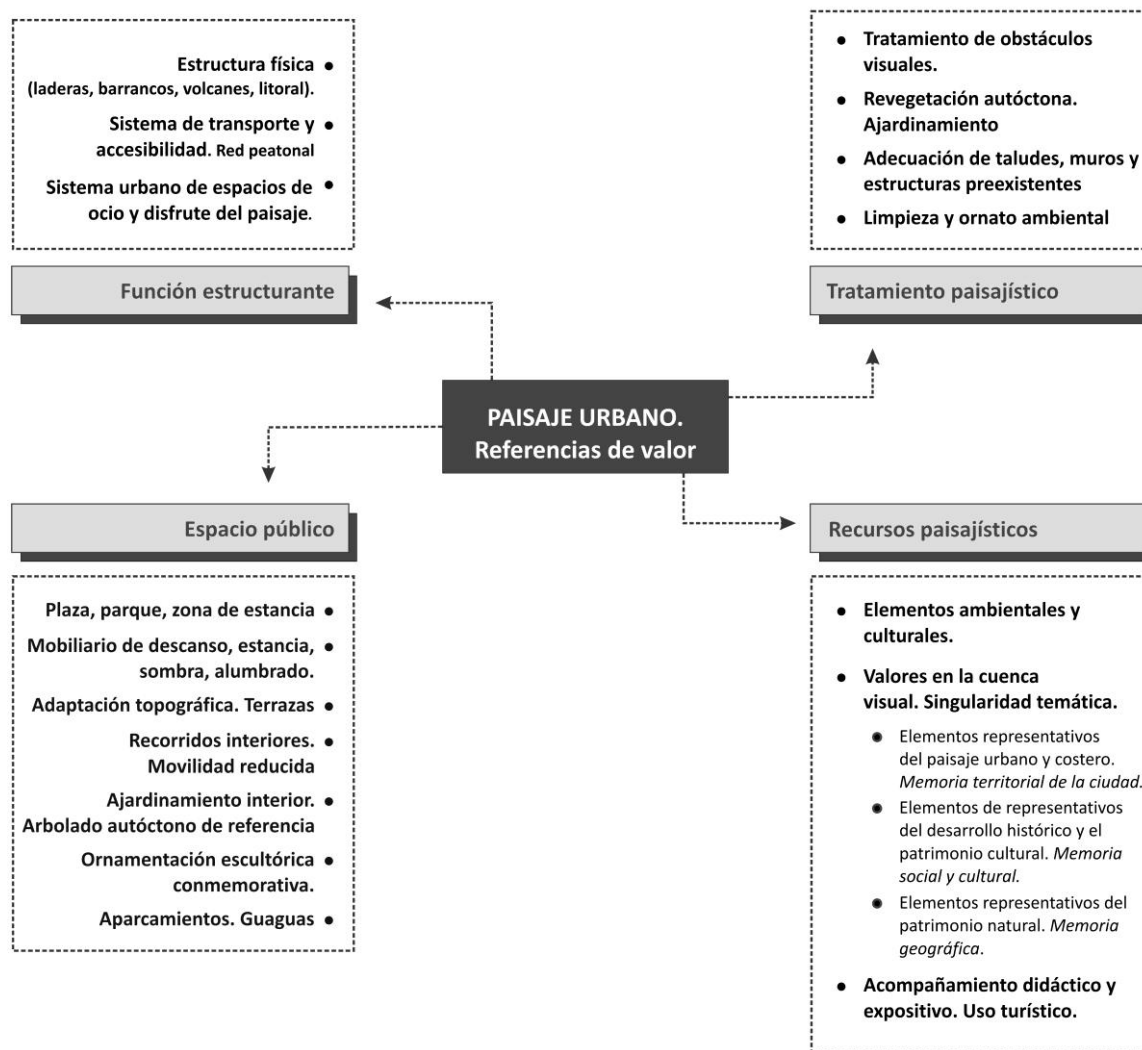 Estructura física
(laderas, barrancos, volcanes, litoral).
Sistema de transporte y
accesibilidad. Red peatonal
Sistema urbano de espacios de
ocio y disfrute del paisaje.
Función estructurante
Tratamiento de obstáculos
visuales.
Revegetación autóctona.
Ajardinamiento
Adecuación de taludes, muros y
estructuras preexistentes
Limpieza y ornato ambiental
Tratamiento paisajístico
PAISAJE URBANO.
Referencias de valor
Espacio público
Plaza, parque, zona de estancia
Mobiliario de descanso, estancia,
sombra, alumbrado.
Adaptación topográfica. Terrazas
Recorridos interiores.
Movilidad reducida
Ajardinamiento interior.
Arbolado autóctono de referencia
Ornamentación escultórica
conmemorativa.
Aparcamientos. Guaguas
Recursos paisajísticos
Elementos ambientales y
culturales.
Valores en la cuenca
visual. Singularidad temática.
Elementos representativos
del paisaje urbano y costero.
Memoria territorial de la ciudad.
Elementos de representativos
del desarrollo histórico y el
patrimonio cultural. Memoria
social y cultural.
Elementos representativos del
patrimonio natural. Memoria
geográfica.
Acompañamiento didáctico y
expositivo. Uso turístico.